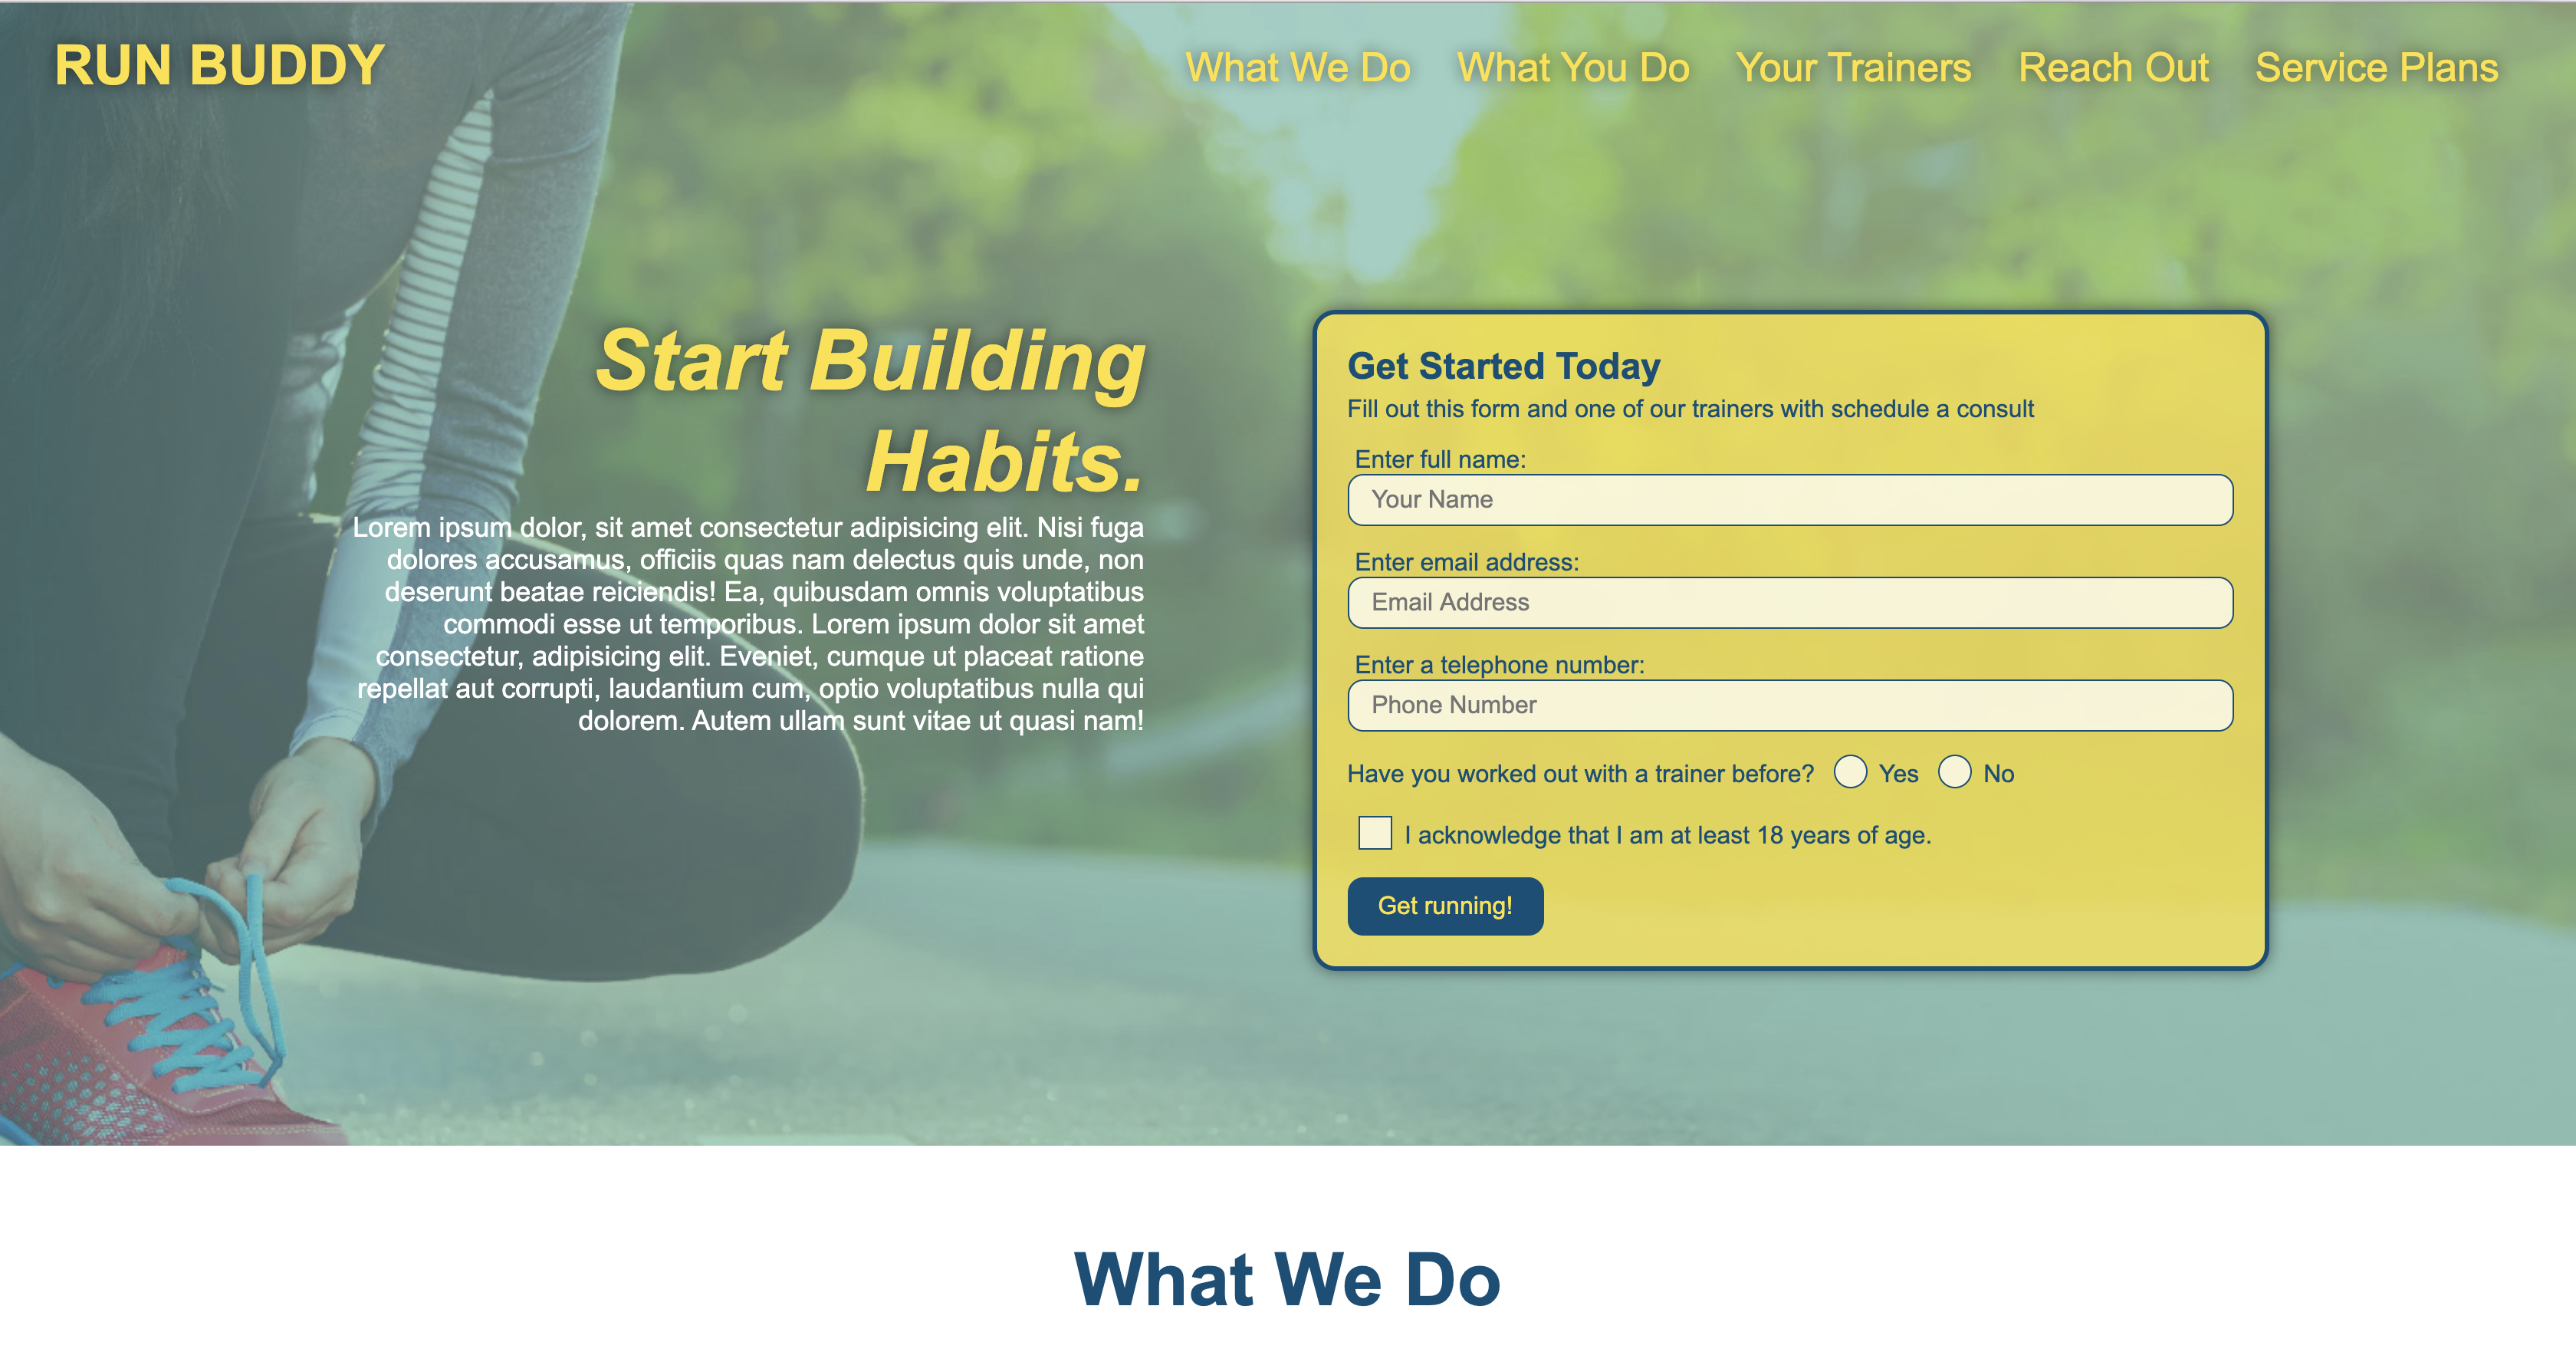 RUN BUDDY
What We Do
What You Do
Your Trainers
Reach Out
Service Plans
Start Building
Habits.
Lorem ipsum dolor, sit amet consectetur adipisicing elit. Nisi fuga
dolores accusamus, officiis quas nam delectus quis unde, non
deserunt beatae reiciendis! Ea, quibusdam omnis voluptatibus
commodi esse ut temporibus. Lorem ipsum dolor sit amet
consectetur, adipisicing elit. Eveniet, cumque ut placeat ratione
repellat aut corrupti, laudantium cum, optio voluptatibus nulla qui
dolorem. Autem ullam sunt vitae ut quasi nam!
Get Started Today
Fill out this form and one of our trainers with schedule a consult
Enter full name:
Your Name
Enter email address:
Email Address
Enter a telephone number:
Phone Number
Have you worked out with a trainer before? Yes No
I acknowledge that I am at least 18 years of age.
Get running!
What We Do